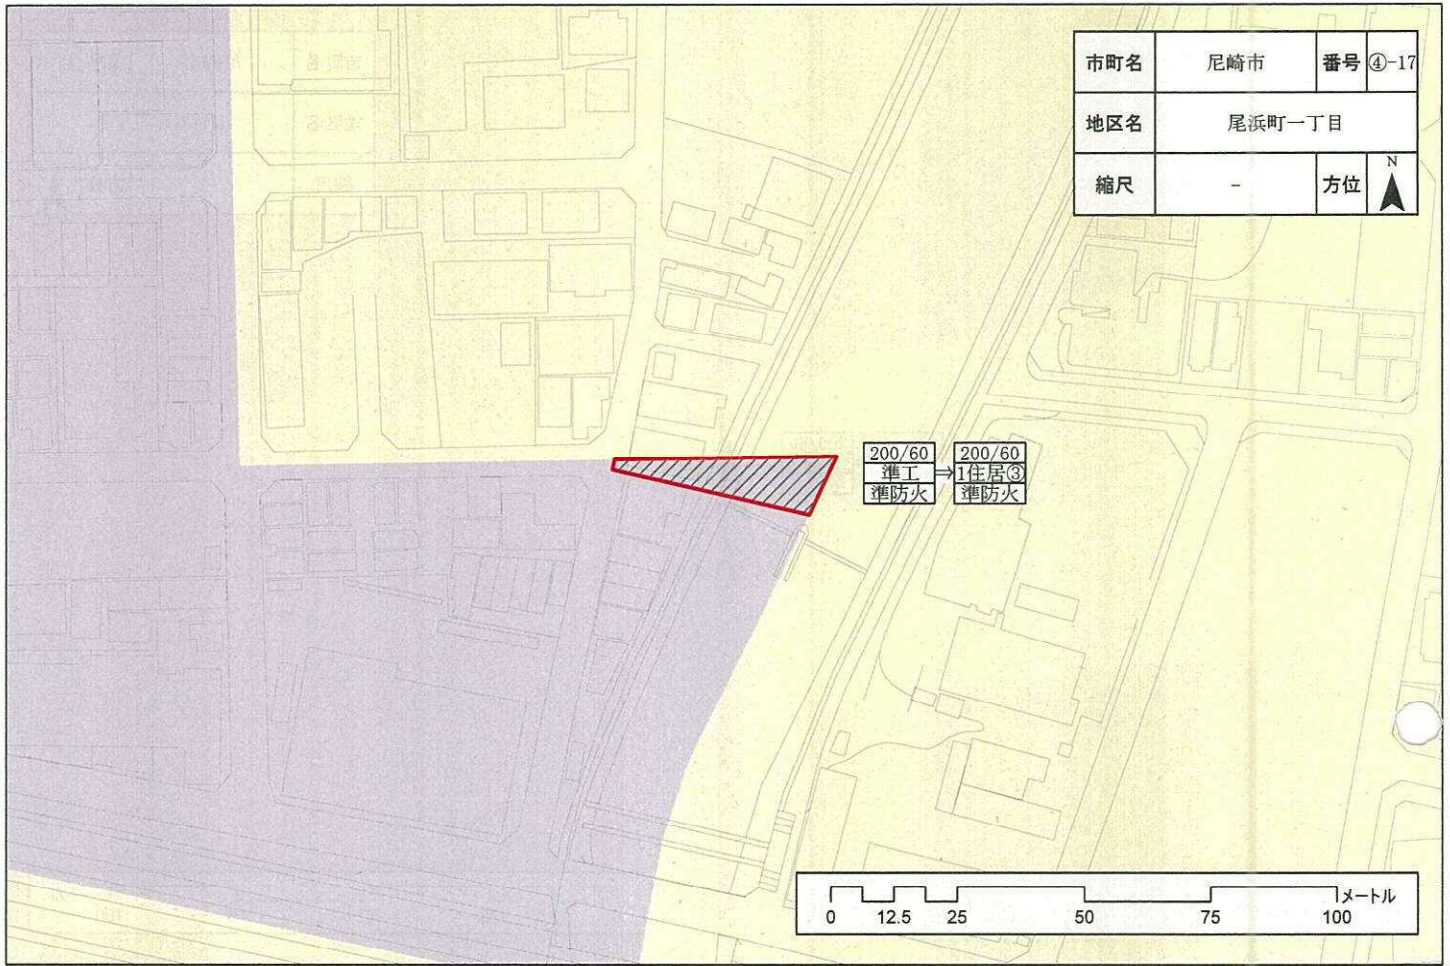 市町名 尼崎市 番号 ④-17
地区名 尾浜町一丁目
縮尺 - 方位 N
200/60 200/60
準工 ⇒ 1住居③
準防火 準防火
メートル
0 12.5 25 50 75 100